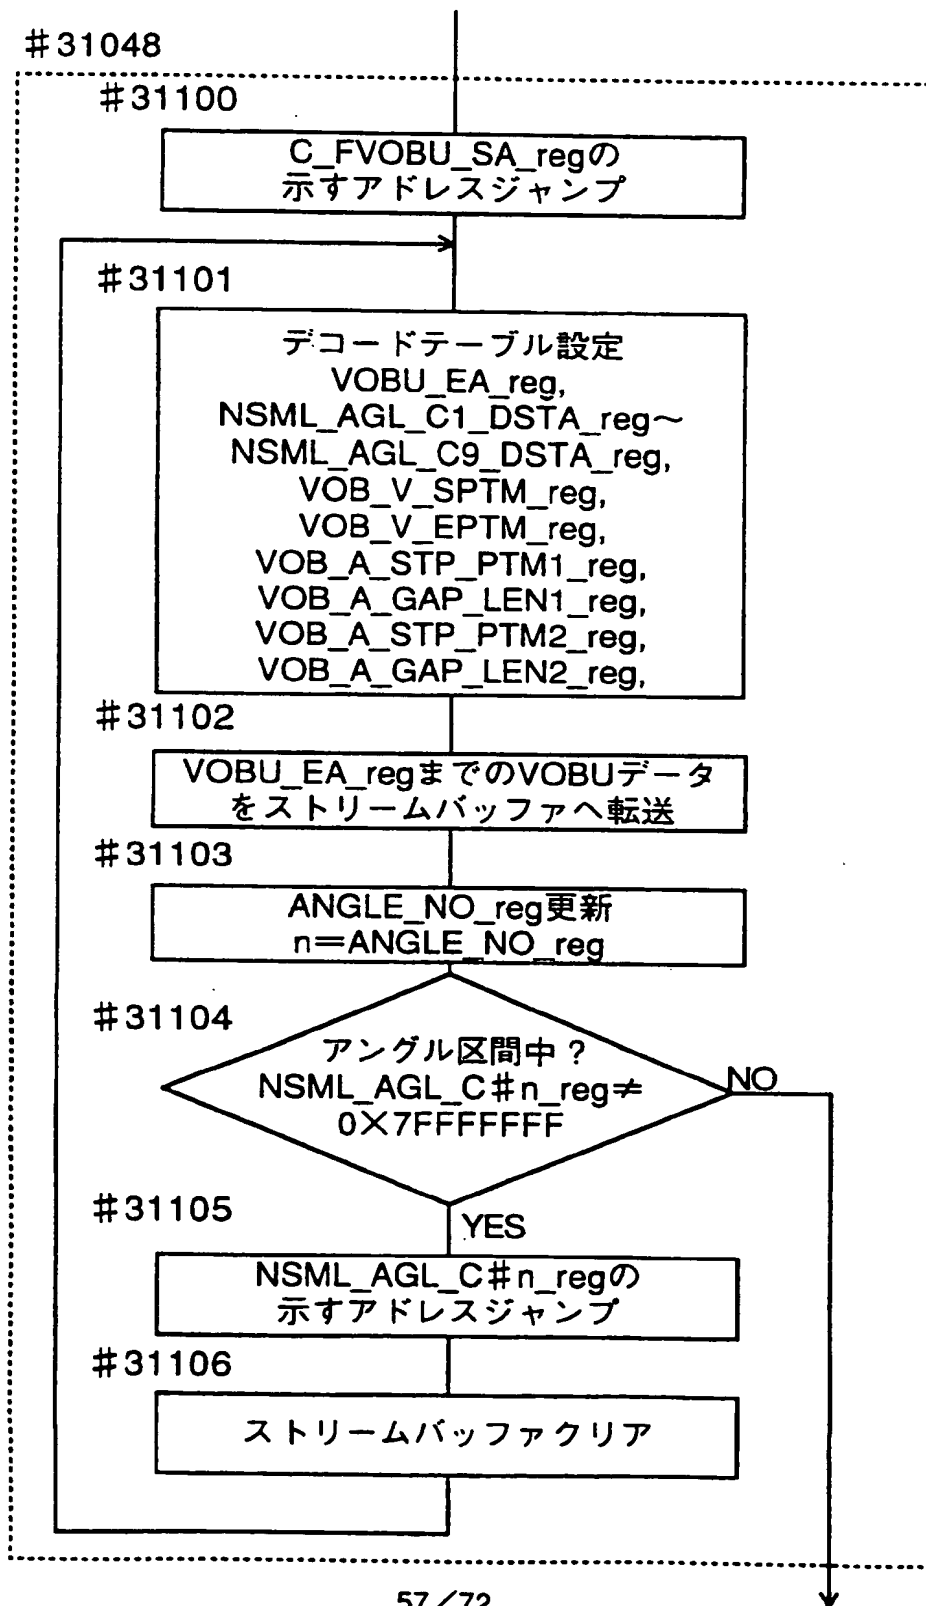 #31048
#31100
C_FVOBU_SA_regの
示すアドレスジャンプ
#31101
デコードテーブル設定
VOBU_EA_reg,
NSML_AGL_C1_DSTA_reg~
NSML_AGL_C9_DSTA_reg,
VOB_V_SPTM_reg,
VOB_V_EPTM_reg,
VOB_A_STP_PTM1_reg,
VOB_A_GAP_LEN1_reg,
VOB_A_STP_PTM2_reg,
VOB_A_GAP_LEN2_reg,
#31102
VOBU_EA_regまでのVOBUデータ
をストリームバッファへ転送
#31103
ANGLE_NO_reg更新
n=ANGLE_NO_reg
#31104
アングル区間中?
NSML_AGL_C#n_reg≠
0×7FFFFFFF
NO
#31105
YES
NSML_AGL_C#n_regの
示すアドレスジャンプ
#31106
ストリームバッファクリア
57/72